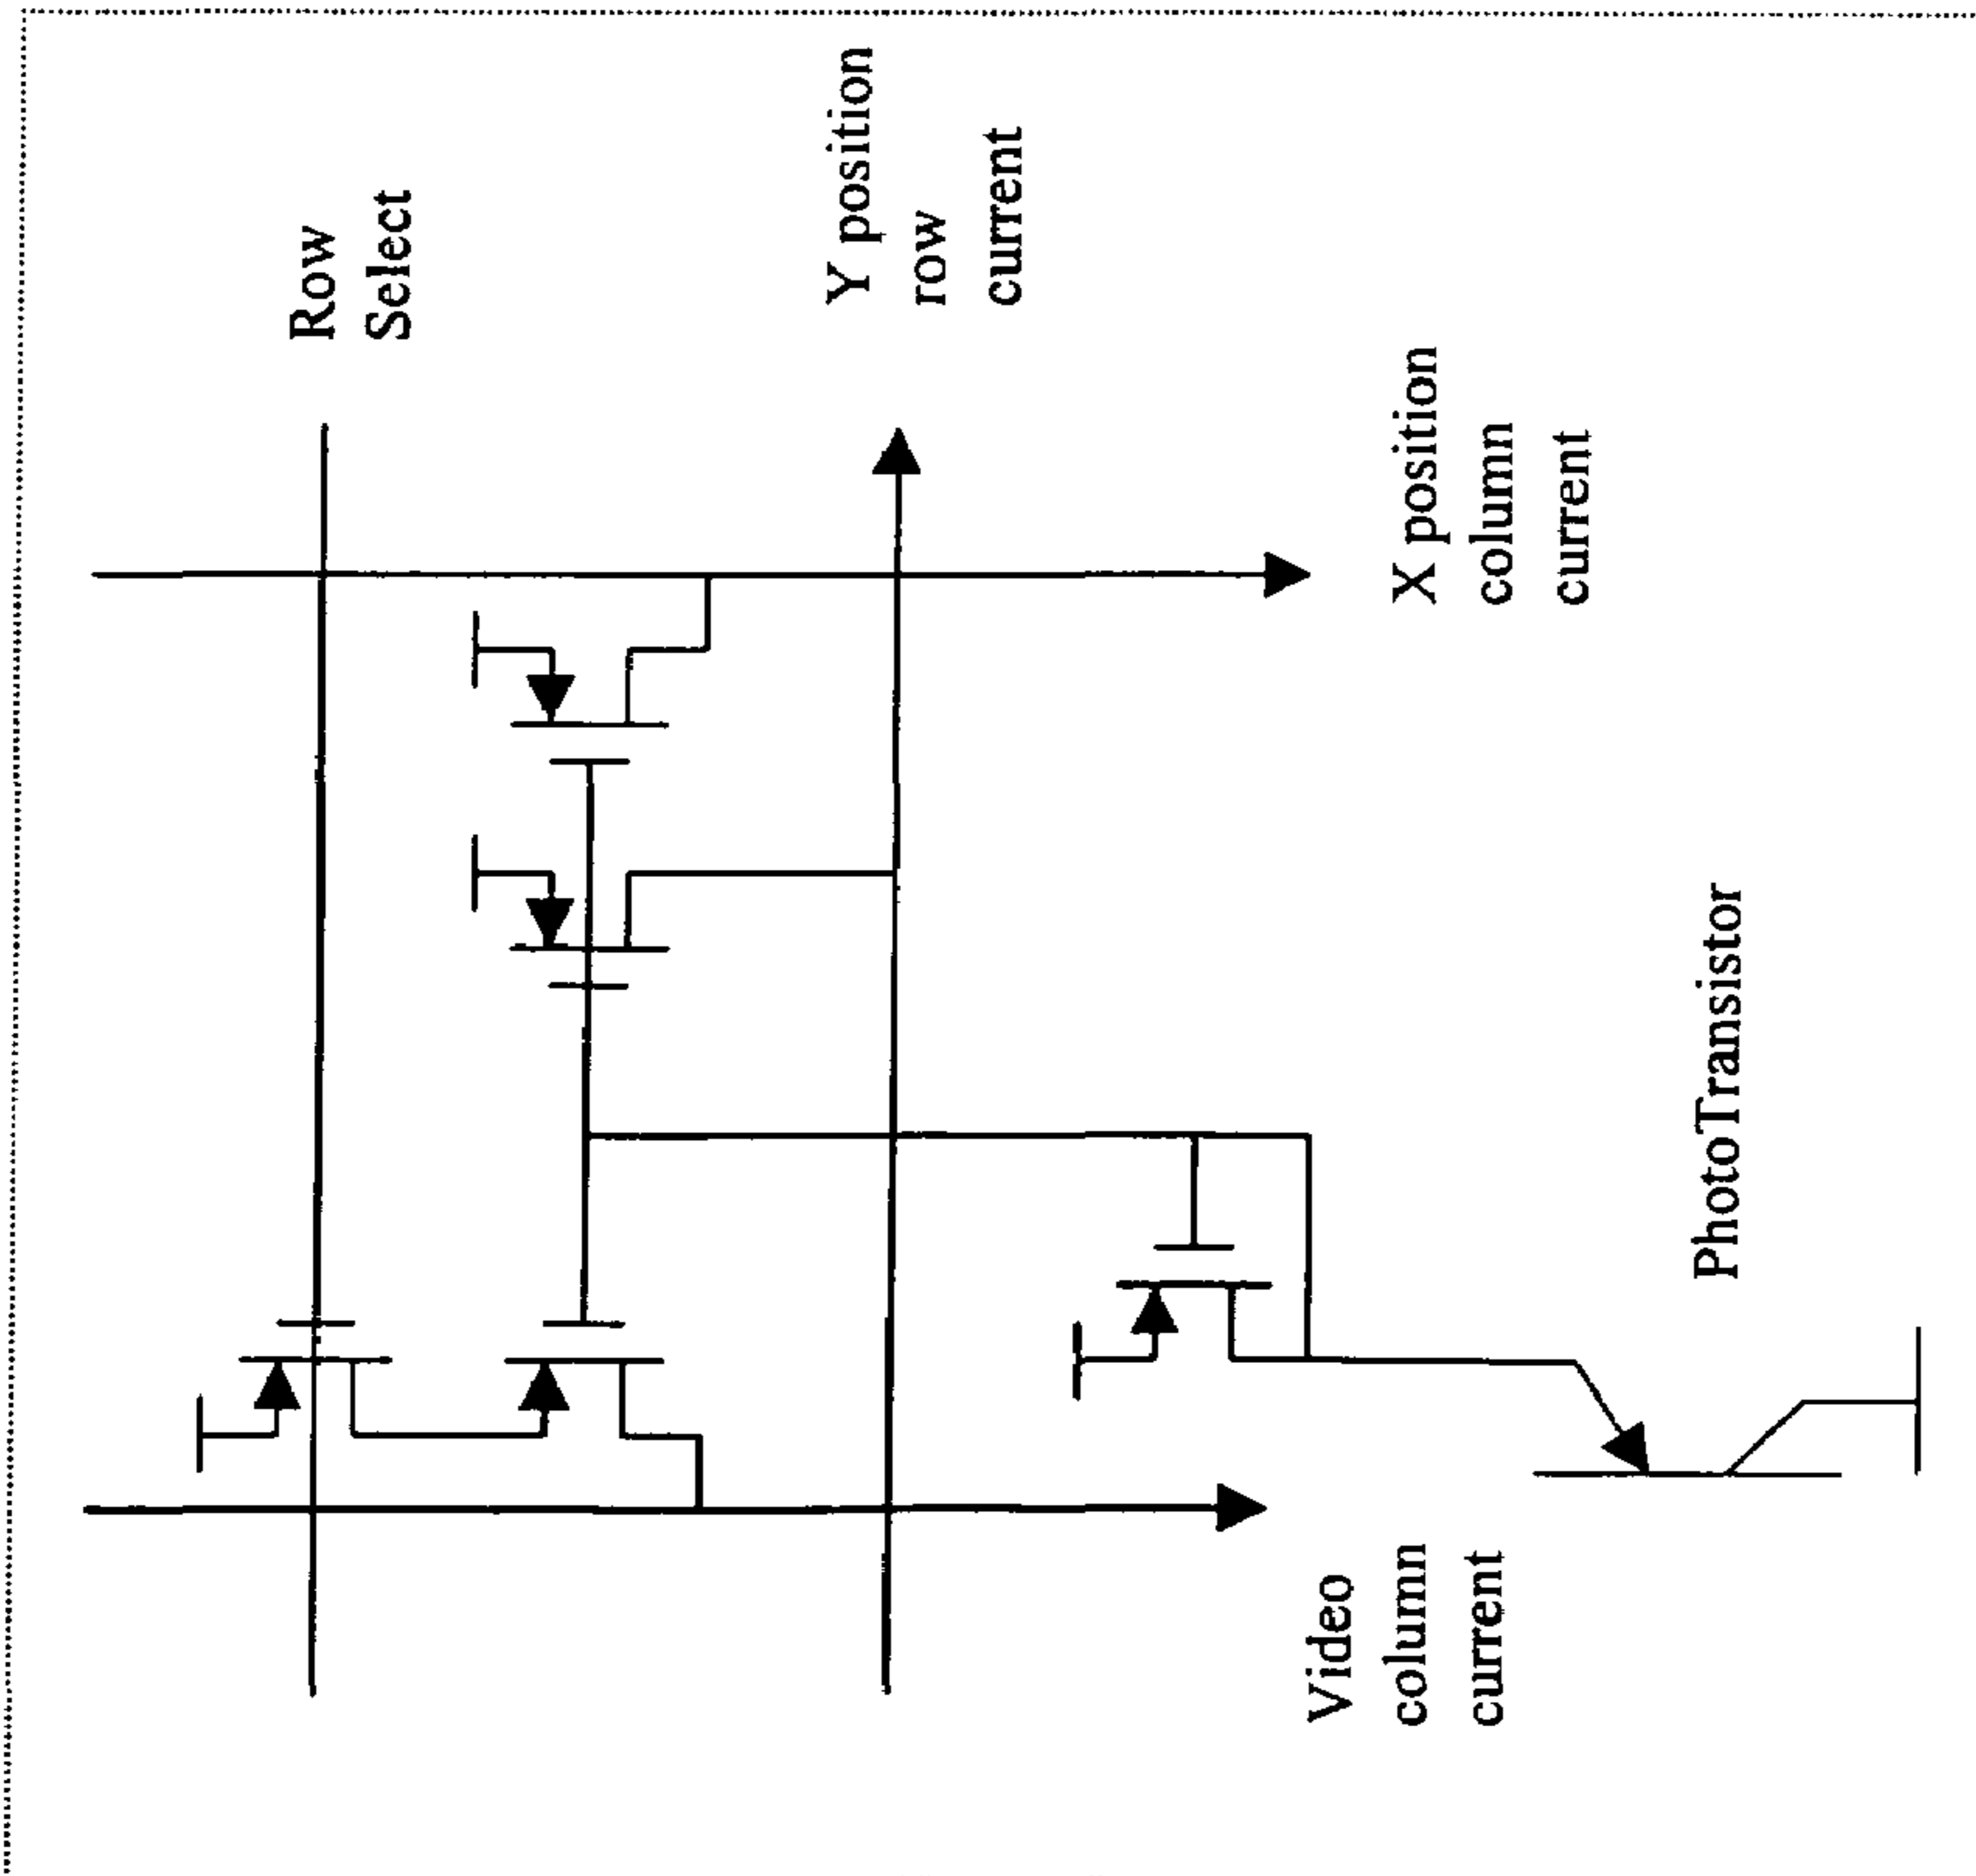 Row
Select
Y position
row
current
X position
column
current
PhotoTransistor
Video
column
current